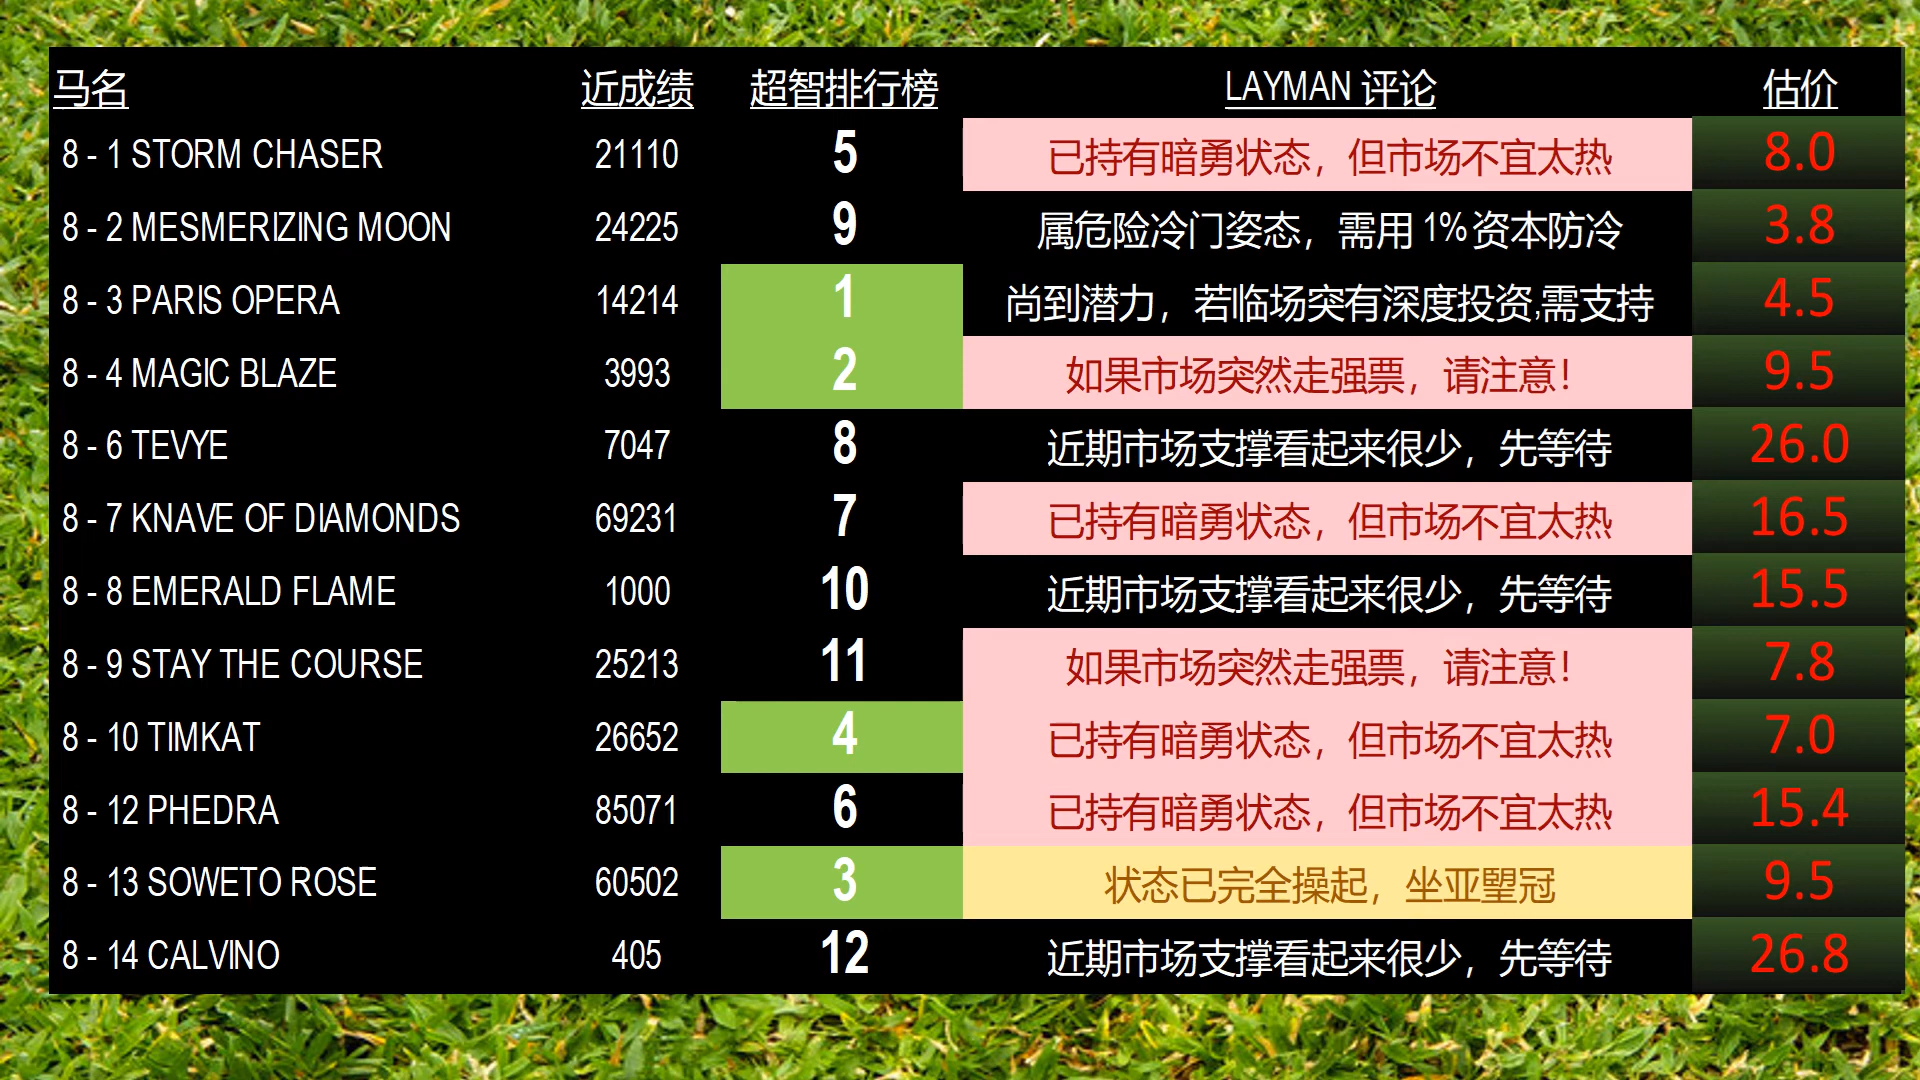 马名 近成绩 超智排行榜 LAYMAN 评论 估价
8 - 1 STORM CHASER 21110 5 已持有暗勇状态，但市场不宜太热 8.0
8 - 2 MESMERIZING MOON 24225 9 属危险冷门姿态，需用 1% 资本防冷 3.8
8 - 3 PARIS OPERA 14214 1 尚到潜力，若临场突有深度投资,需支持 4.5
8 - 4 MAGIC BLAZE 3993 2 如果市场突然走强票，请注意！ 9.5
8 - 6 TEVYE 7047 8 近期市场支撑看起来很少，先等待 26.0
8 - 7 KNAVE OF DIAMONDS 69231 7 已持有暗勇状态，但市场不宜太热 16.5
8 - 8 EMERALD FLAME 1000 10 近期市场支撑看起来很少，先等待 15.5
8 - 9 STAY THE COURSE 25213 11 如果市场突然走强票，请注意！ 7.8
8 - 10 TIMKAT 26652 4 已持有暗勇状态，但市场不宜太热 7.0
8 - 12 PHEDRA 85071 6 已持有暗勇状态，但市场不宜太热 15.4
8 - 13 SOWETO ROSE 60502 3 状态已完全操起，坐亚朢冠 9.5
8 - 14 CALVINO 405 12 近期市场支撑看起来很少，先等待 26.8